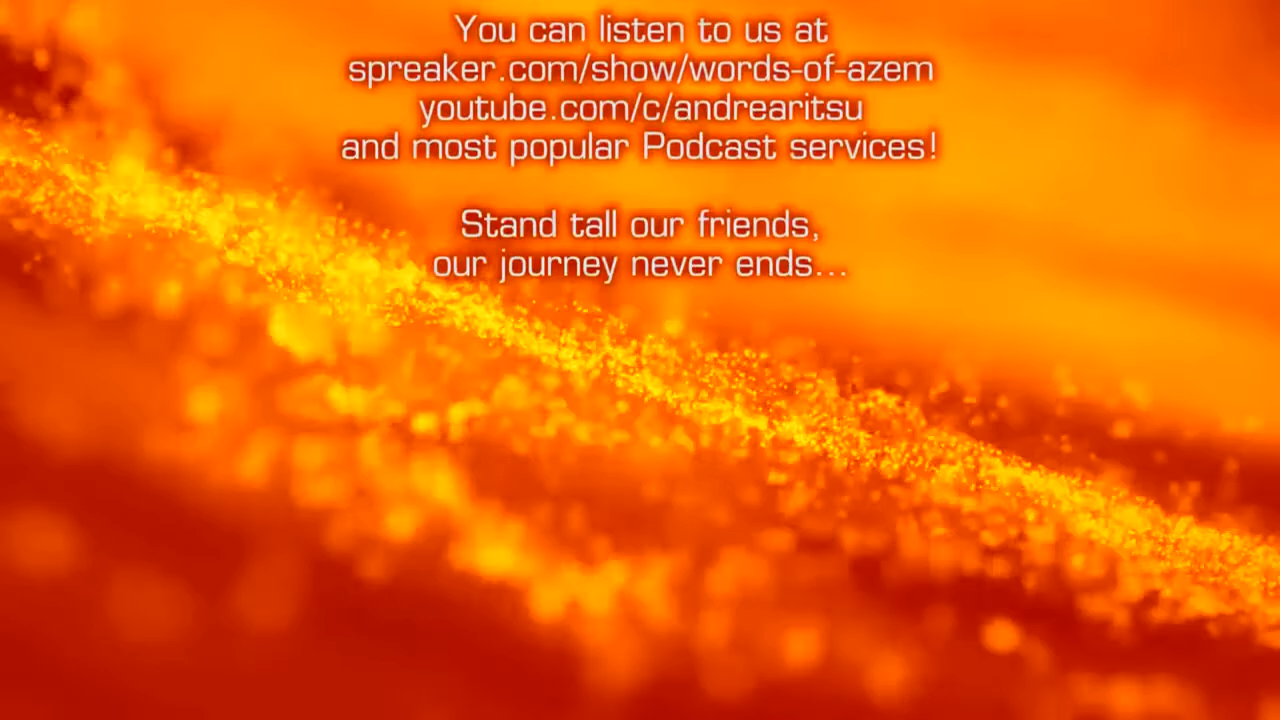 You can listen to us at
spreaker.com/show/words-of-azem
youtube.com/c/andrearitsu
and most popular Podcast services!
Stand tall our friends,
our journey never ends...